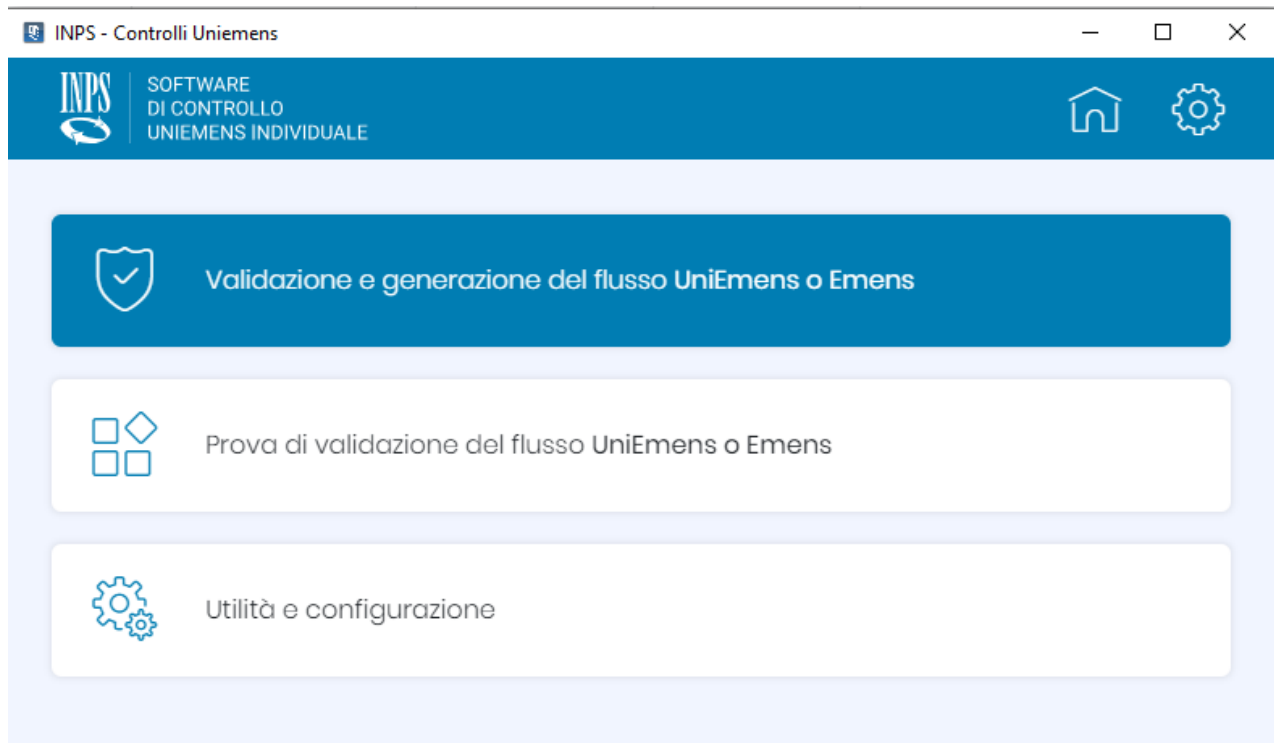 INPS - Controlli Uniemens
INPS
SOFTWARE
DI CONTROLLO
UNIEMENS INDIVIDUALE
Validazione e generazione del flusso UniEmens o Emens
Prova di validazione del flusso UniEmens o Emens
Utilità e configurazione